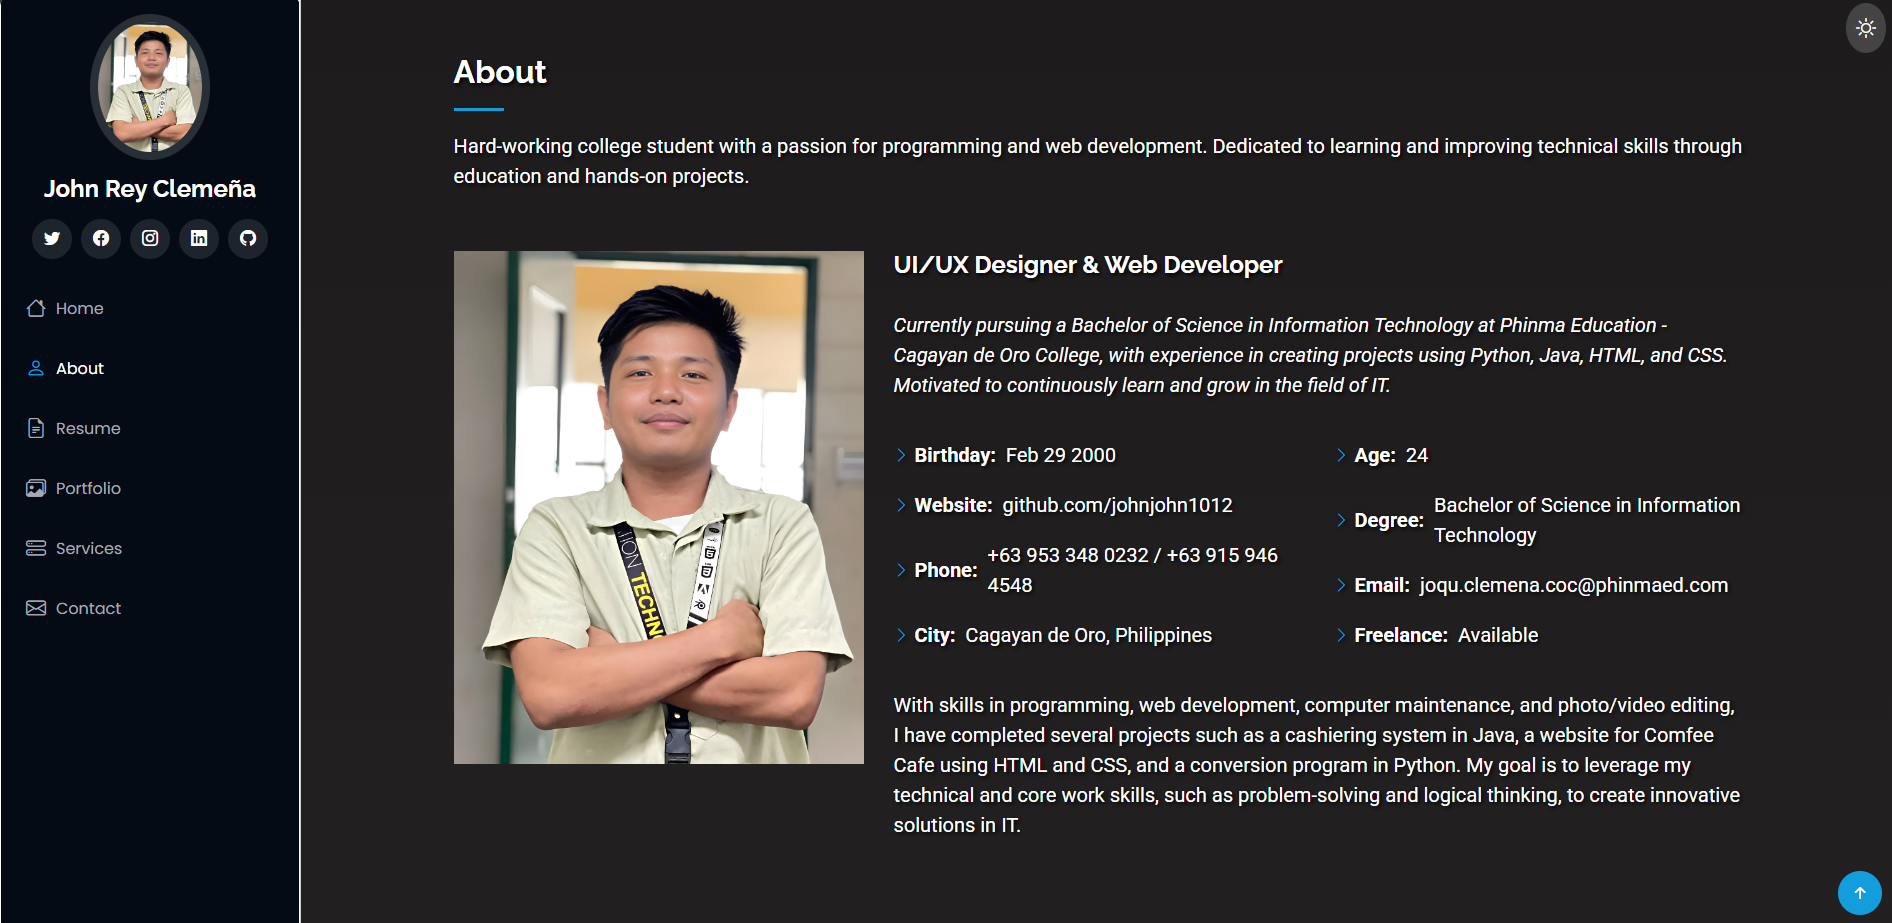 John Rey Clemeña
Home
About
Resume
Portfolio
Services
Contact
About
Hard-working college student with a passion for programming and web development. Dedicated to learning and improving technical skills through
education and hands-on projects.
TION TECHN
UI/UX Designer & Web Developer
Currently pursuing a Bachelor of Science in Information Technology at Phinma Education -
Cagayan de Oro College, with experience in creating projects using Python, Java, HTML, and CSS.
Motivated to continuously learn and grow in the field of IT.
Birthday: Feb 29 2000
Website: github.com/johnjohn1012
Phone: +63 953 348 0232 / +63 915 946
4548
City: Cagayan de Oro, Philippines
Age: 24
Degree: Bachelor of Science in Information
Technology
Email: joqu.clemena.coc@phinmaed.com
Freelance: Available
With skills in programming, web development, computer maintenance, and photo/video editing,
I have completed several projects such as a cashiering system in Java, a website for Comfee
Cafe using HTML and CSS, and a conversion program in Python. My goal is to leverage my
technical and core work skills, such as problem-solving and logical thinking, to create innovative
solutions in IT.